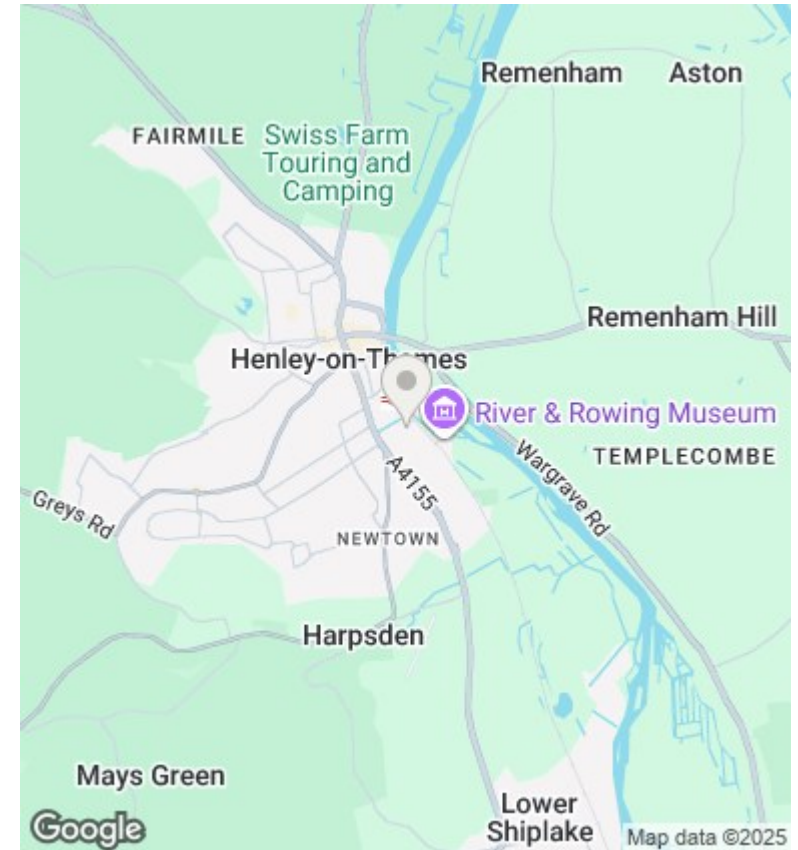 Remenham
Aston
FAIRMILE
Swiss Farm
Touring and
Camping
Remenham Hill
Henley-on-Thames
River & Rowing Museum
TEMPLECOMBE
Wargrave Rd
A4155
Greys Rd
NEWTOWN
Harpsden
Mays Green
Lower
Shiplake
Google
Map data ©2025